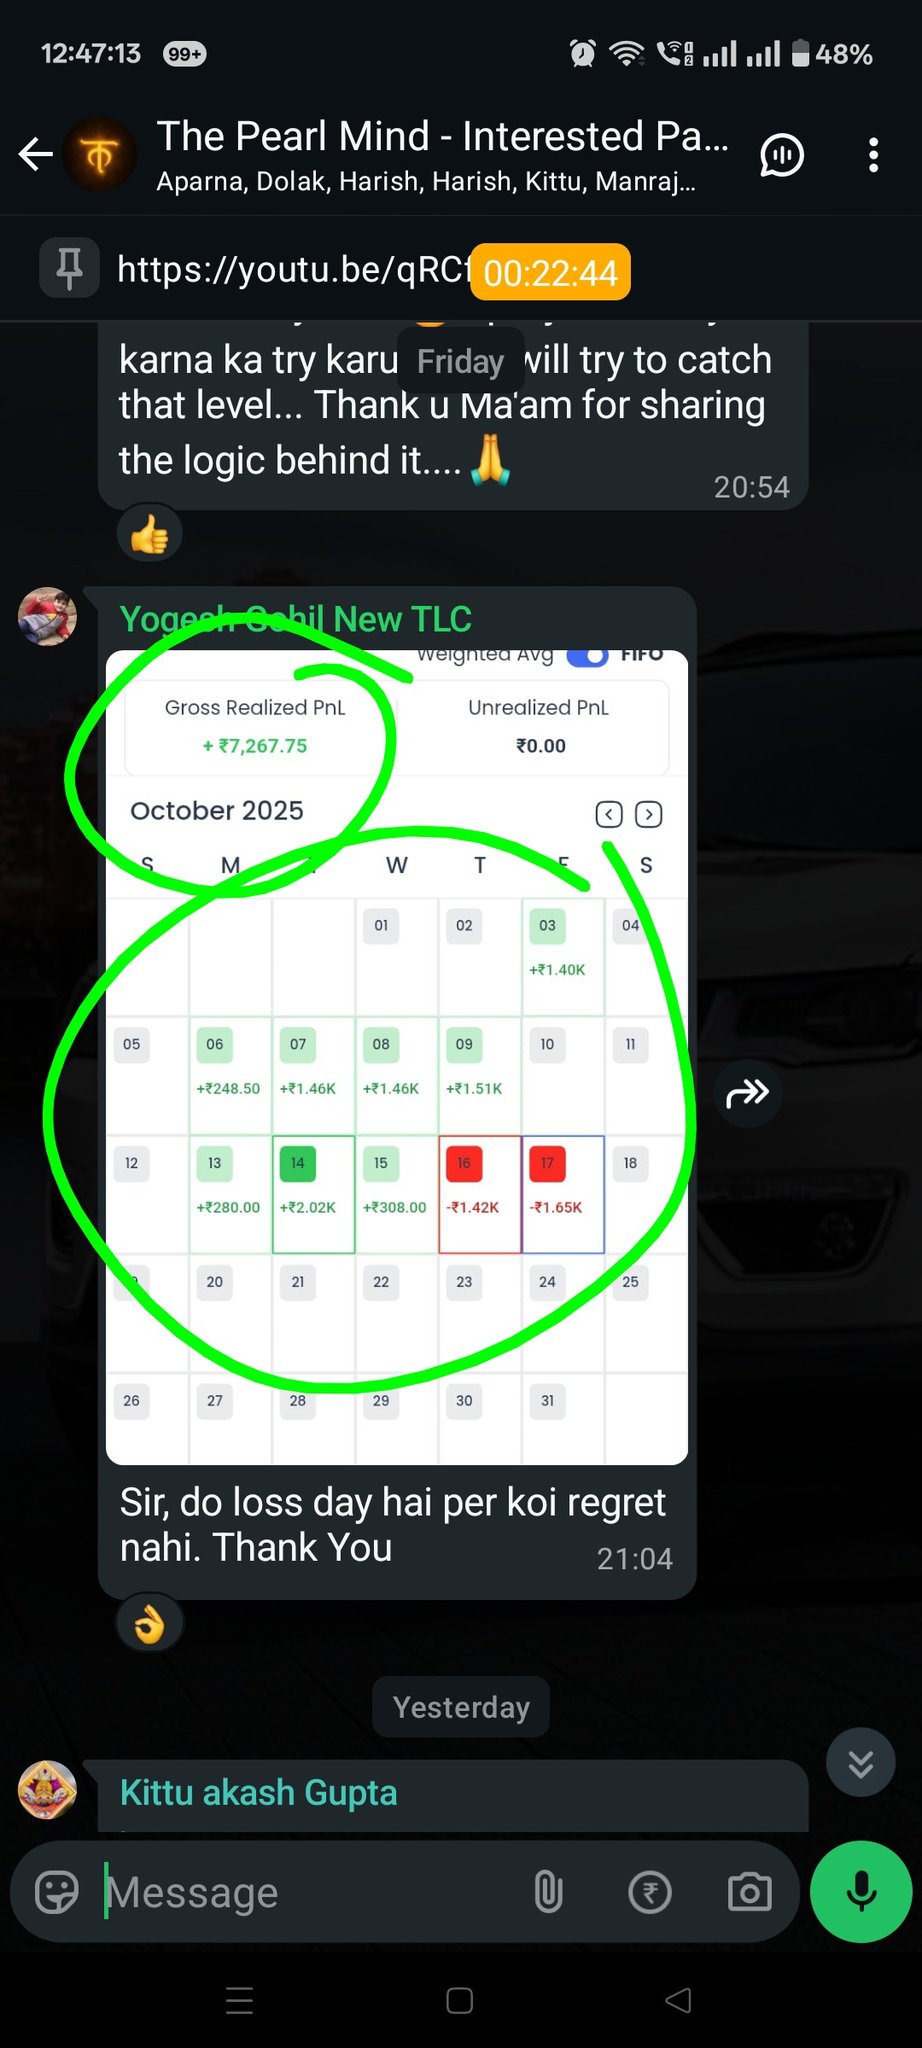 12:47:13 99+ 48%
The Pearl Mind - Interested Pa...
Aparna, Dolak, Harish, Harish, Kittu, Manraj...
https://youtu.be/qRC 00:22:44
Friday
karna ka try karu will try to catch
that level... Thank u Ma'am for sharing
the logic behind it....🙏
20:54
👍
Yogesh Gohil New TLC
Weighted Avg FIFO
Gross Realized PnL Unrealized PnL
+ ₹7,267.75 ₹0.00
October 2025
S M W T F S
01 02 03 04
+₹1.40K
05 06 07 08 09 10 11
+₹248.50 +₹1.46K +₹1.46K +₹1.51K
12 13 14 15 16 17 18
+₹280.00 +₹2.02K +₹308.00 -₹1.42K -₹1.65K
20 21 22 23 24 25
26 27 28 29 30 31
Sir, do loss day hai per koi regret
nahi. Thank You
21:04
👌
Yesterday
Kittu akash Gupta
Message